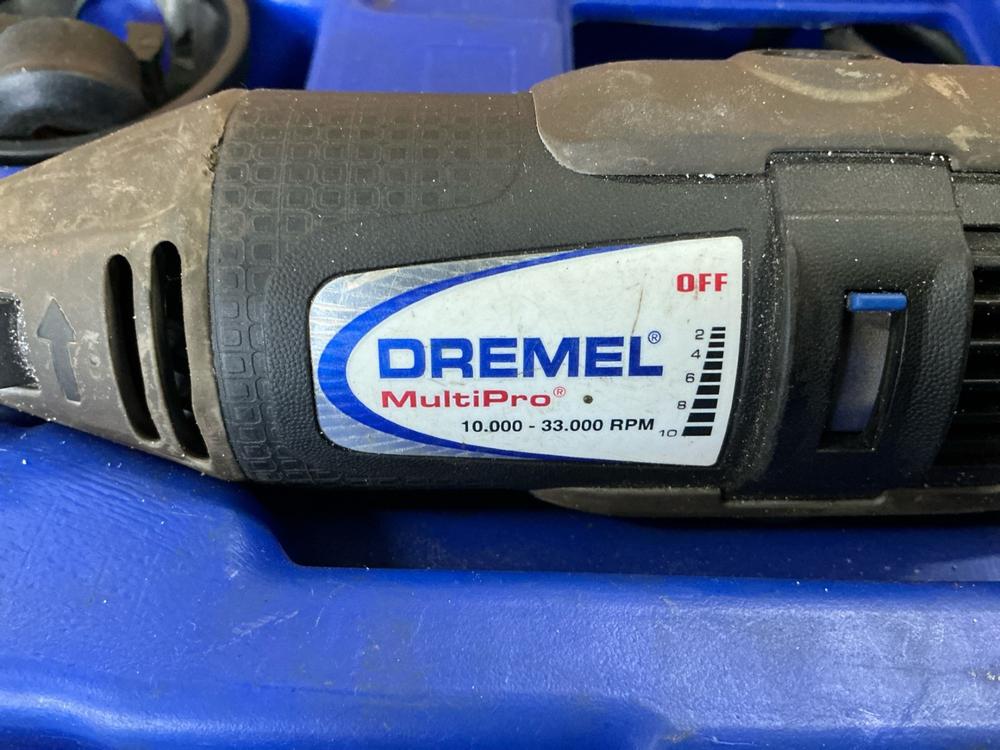 OFF
DREMEL®
MultiPro®
10.000 - 33.000 RPM
2
4
6
8
10